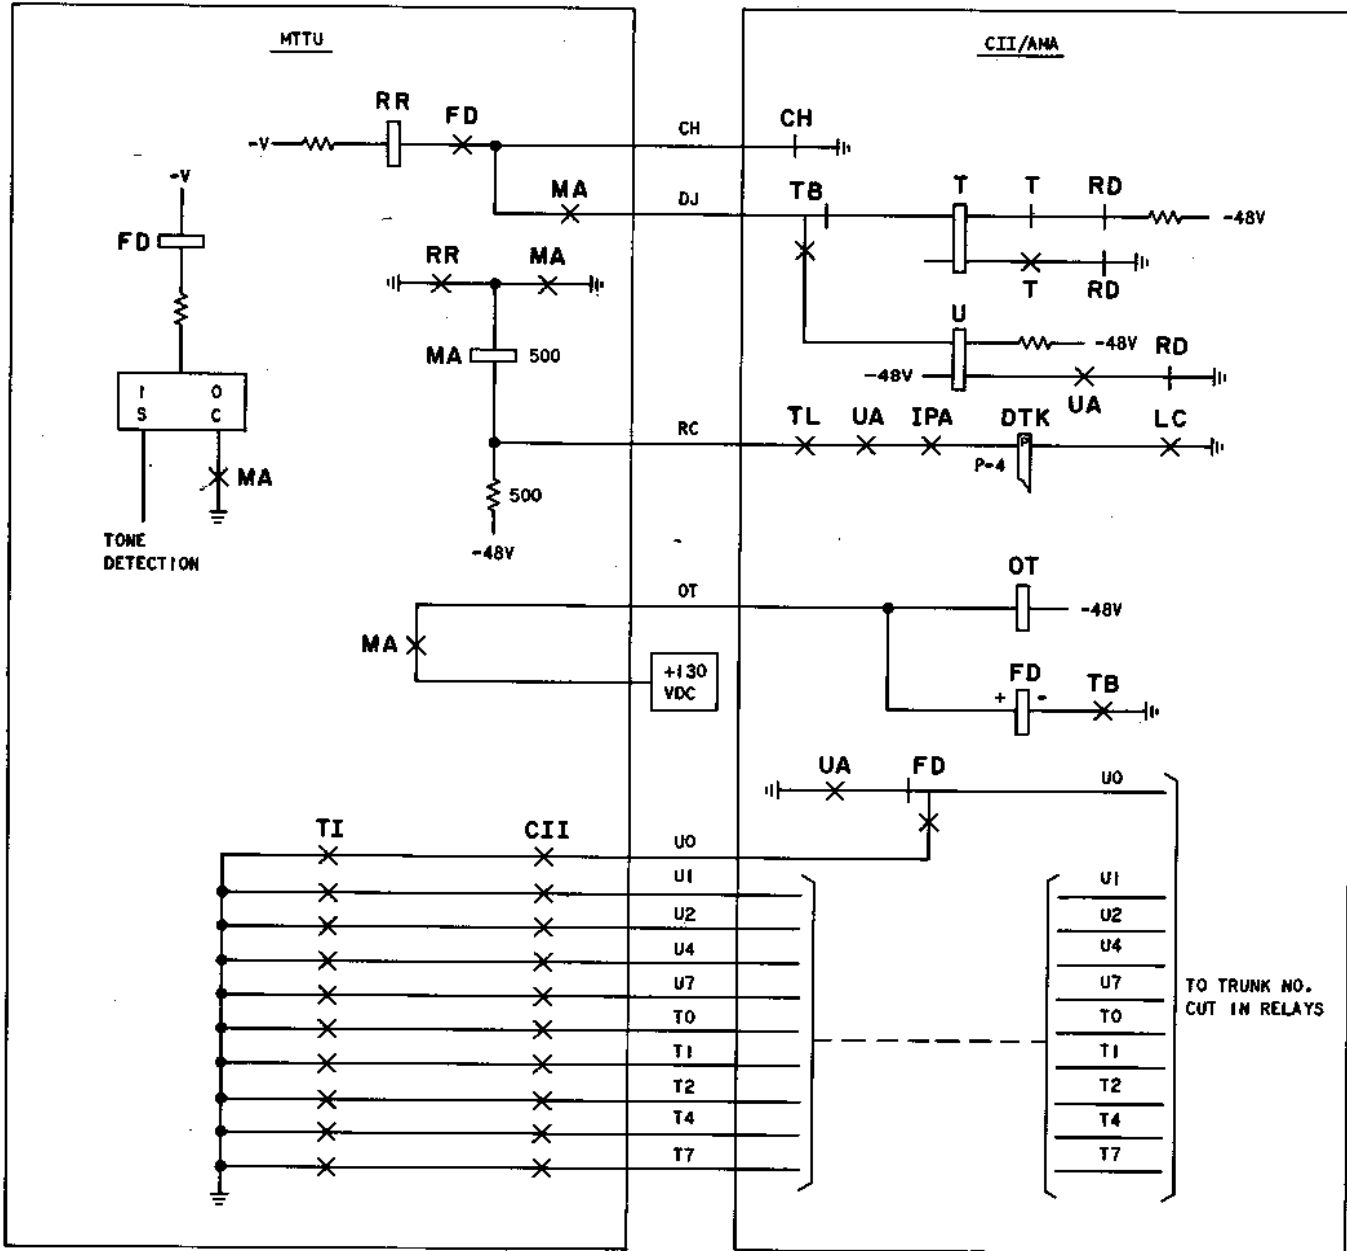 MTTU
CII/AMA
RR
FD
CH
CH
-V
MA
DJ
TB
T
T
RD
-48V
-V
FD
RR
MA
T
RD
U
MA
500
-48V
RD
-48V
UA
I O
S C
RC
TL
UA
IPA
DTK
LC
P
P-4
MA
500
TONE
DETECTION
-48V
OT
OT
-48V
MA
+130
VDC
FD
+ -
TB
UA
FD
U0
TI
CII
U0
U1
U1
U2
U2
U4
U4
U7
U7
TO TRUNK NO.
CUT IN RELAYS
T0
T0
T1
T1
T2
T2
T4
T4
T7
T7